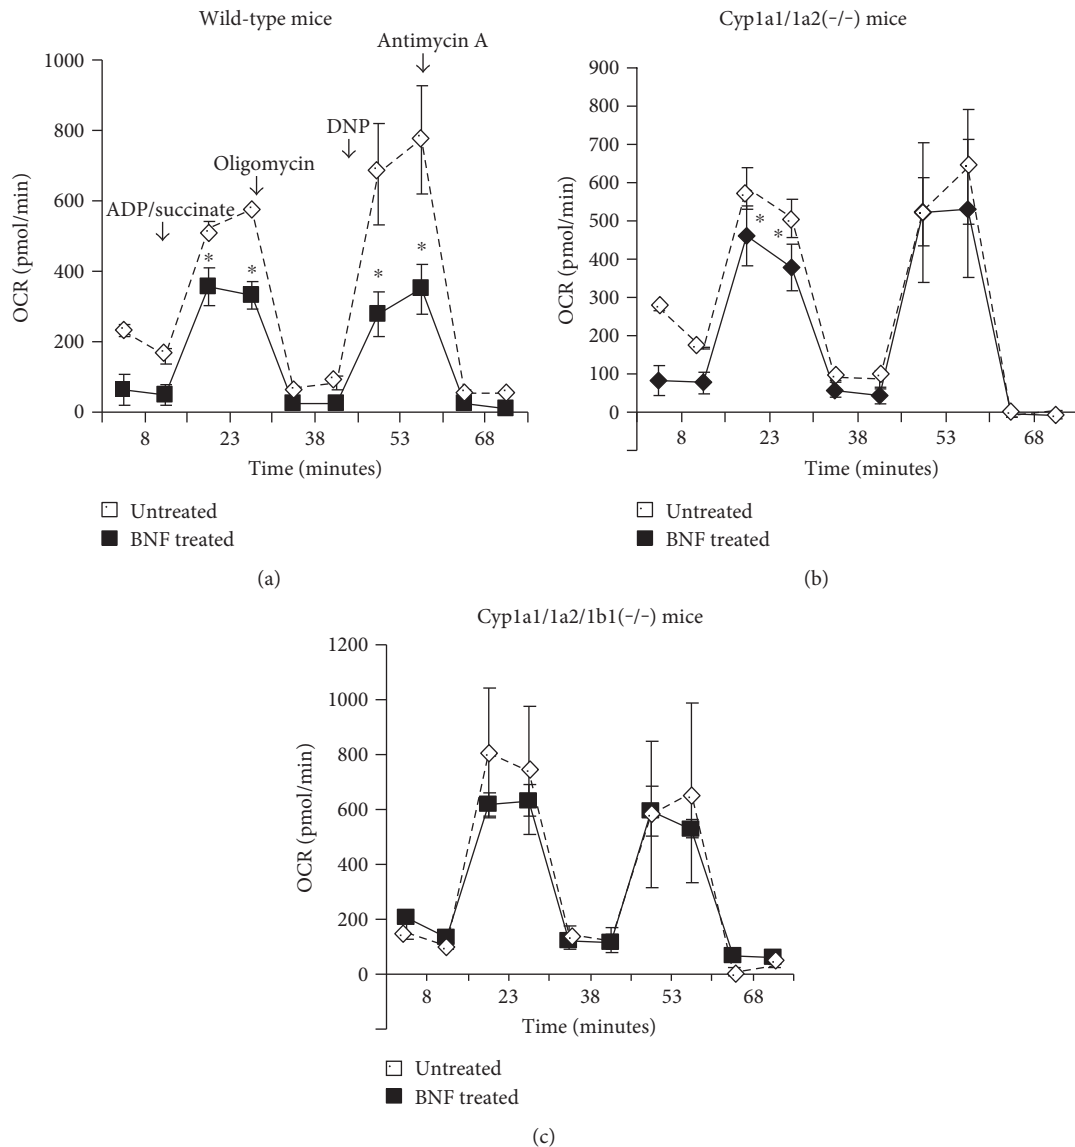 Wild-type mice
1000
800
600
400
200
0
OCR (pmol/min)
ADP/succinate
Oligomycin
DNP
Antimycin A
*
*
*
*
8 23 38 53 68
Time (minutes)
Untreated
BNF treated
(a)
Cyp1a1/1a2(-/-) mice
900
800
700
600
500
400
300
200
100
0
OCR (pmol/min)
*
*
8 23 38 53 68
Time (minutes)
Untreated
BNF treated
(b)
Cyp1a1/1a2/1b1(-/-) mice
1200
1000
800
600
400
200
0
OCR (pmol/min)
8 23 38 53 68
Time (minutes)
Untreated
BNF treated
(c)